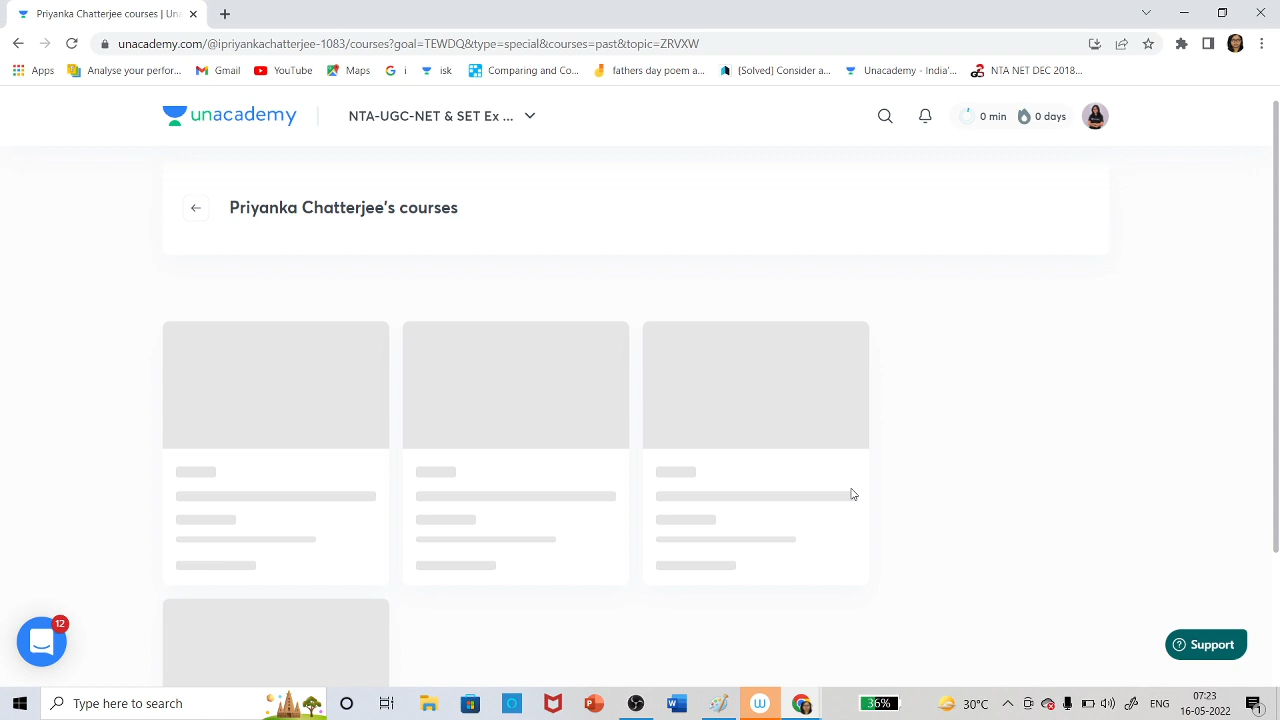 Priyanka Chatterjee courses | Una
unacademy.com/@ipriyankachatterjee-1083/courses?goal=TEWDQ&type=special&courses=past&topic=ZRVXW
Apps
Analyse your perfor...
Gmail
YouTube
Maps
i
isk
Comparing and Co...
fathers day poem a...
[Solved] Consider a...
Unacademy - India'...
NTA NET DEC 2018...
unacademy
NTA-UGC-NET & SET Ex ...
0 min
0 days
Priyanka Chatterjee's courses
12
Support
Type here to search
36%
30°C
ENG
07:23
16-05-2022
1